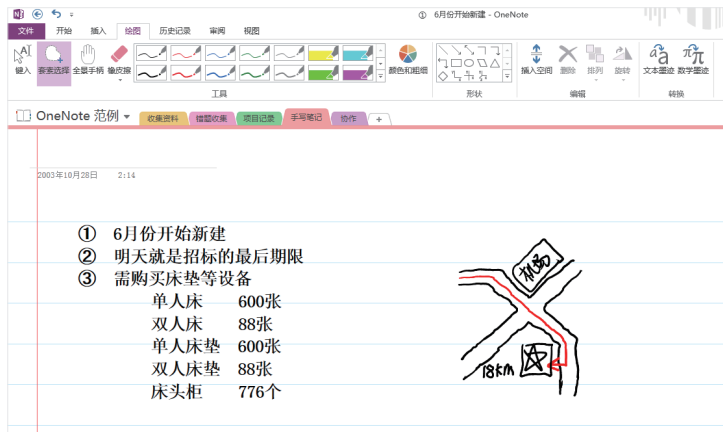 ① 6月份开始新建 - OneNote
文件 开始 插入 绘图 历史记录 审阅 视图
键入 套索选择 全景手柄 橡皮擦 颜色和粗细 插入空间 删除 排列 旋转 文本墨迹 数学墨迹
工具 形状 编辑 转换
OneNote 范例 收集资料 错题收集 项目记录 手写笔记 协作 +
2003年10月28日 2:14
① 6月份开始新建
② 明天就是招标的最后期限
③ 需购买床垫等设备
单人床 600张
双人床 88张
单人床垫 600张
双人床垫 88张
床头柜 776个
机场
18km